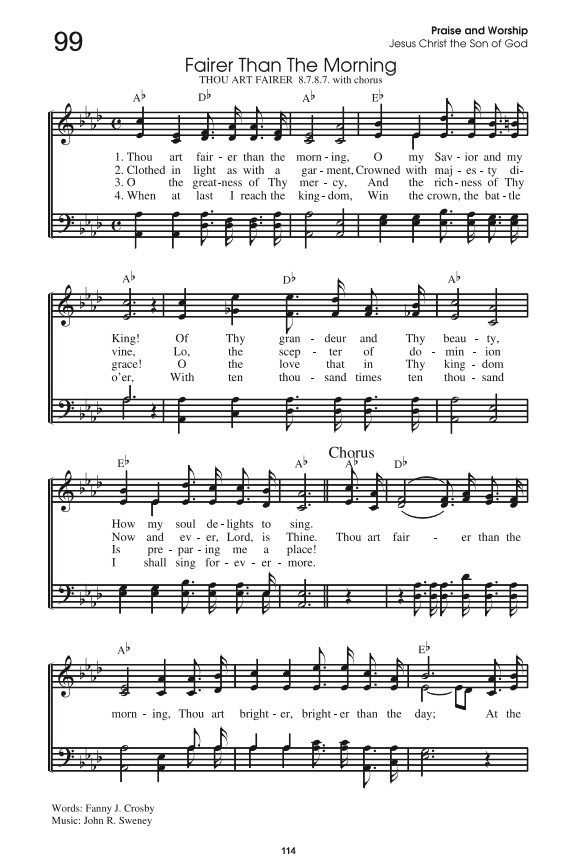 99
Praise and Worship
Jesus Christ the Son of God
Fairer Than The Morning
THOU ART FAIRER 8.7.8.7. with chorus
A♭ D♭ A♭ E♭
1. Thou art fair - er than the morn - ing, O my Sav - ior and my
2. Clothed in light as with a gar - ment, Crowned with maj - es - ty di-
3. O the great-ness of Thy mer - cy, And the rich - ness of Thy
4. When at last I reach the king - dom, Win the crown, the bat - tle
A♭ D♭ A♭
King! Of Thy gran - deur and Thy beau - ty,
vine, Lo, the scep - ter of do - min - ion
grace! O the love that in Thy king - dom
o'er, With ten thou - sand times ten thou - sand
Chorus
E♭ A♭ A♭ D♭
How my soul de - lights to sing.
Now and ev - er, Lord, is Thine. Thou art fair - er than the
Is pre - par - ing me a place!
I shall sing for - ev - er - more.
A♭ E♭
morn - ing, Thou art bright - er, bright - er than the day; At the
Words: Fanny J. Crosby
Music: John R. Sweney
114